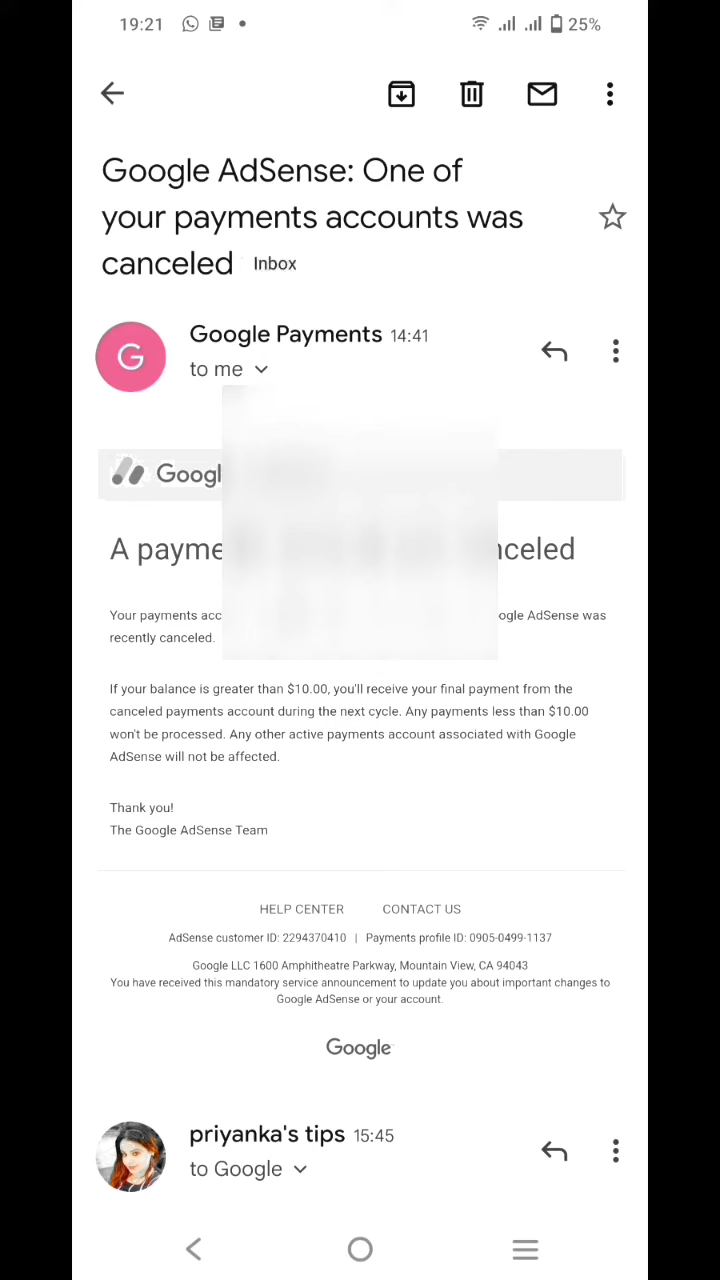 19:21
25%
Google AdSense: One of
your payments accounts was
canceled Inbox
Google Payments 14:41
to me
Googl
A payme nceled
Your payments acc ogle AdSense was
recently canceled.
If your balance is greater than $10.00, you'll receive your final payment from the
canceled payments account during the next cycle. Any payments less than $10.00
won't be processed. Any other active payments account associated with Google
AdSense will not be affected.
Thank you!
The Google AdSense Team
HELP CENTER CONTACT US
AdSense customer ID: 2294370410 | Payments profile ID: 0905-0499-1137
Google LLC 1600 Amphitheatre Parkway, Mountain View, CA 94043
You have received this mandatory service announcement to update you about important changes to
Google AdSense or your account.
Google
priyanka's tips 15:45
to Google